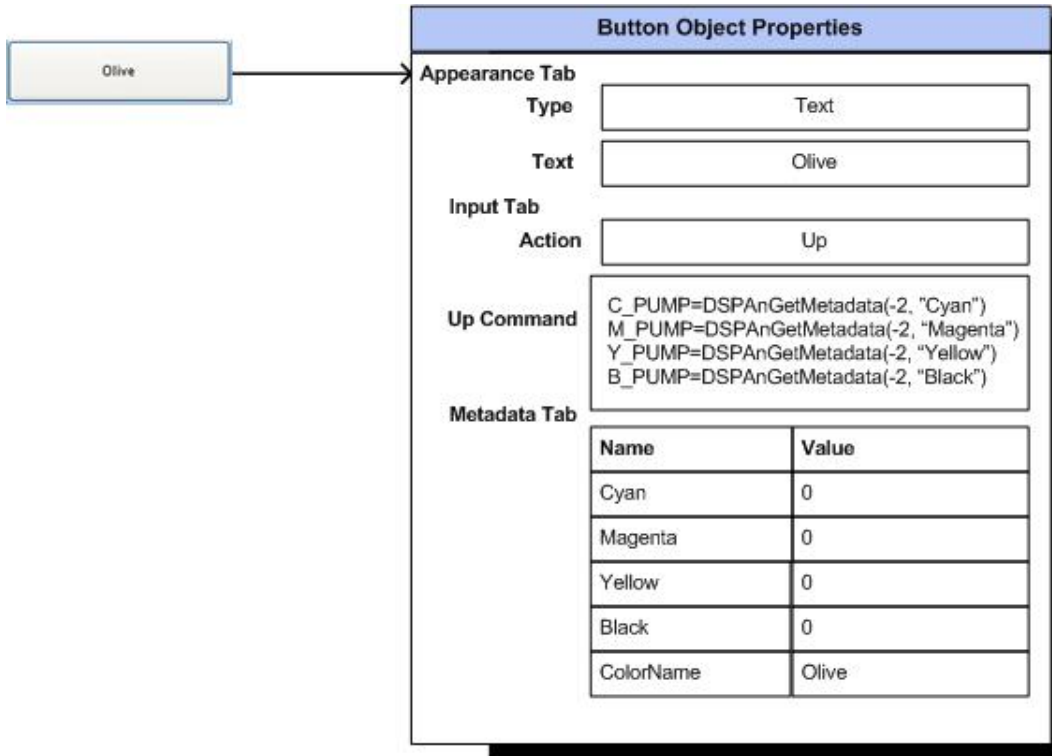 Button Object Properties
Olive
Appearance Tab
Type Text
Text Olive
Input Tab
Action Up
Up Command
C_PUMP=DSPAnGetMetadata(-2, "Cyan")
M_PUMP=DSPAnGetMetadata(-2, “Magenta”)
Y_PUMP=DSPAnGetMetadata(-2, “Yellow”)
B_PUMP=DSPAnGetMetadata(-2, “Black”)
Metadata Tab
Name Value
Cyan 0
Magenta 0
Yellow 0
Black 0
ColorName Olive